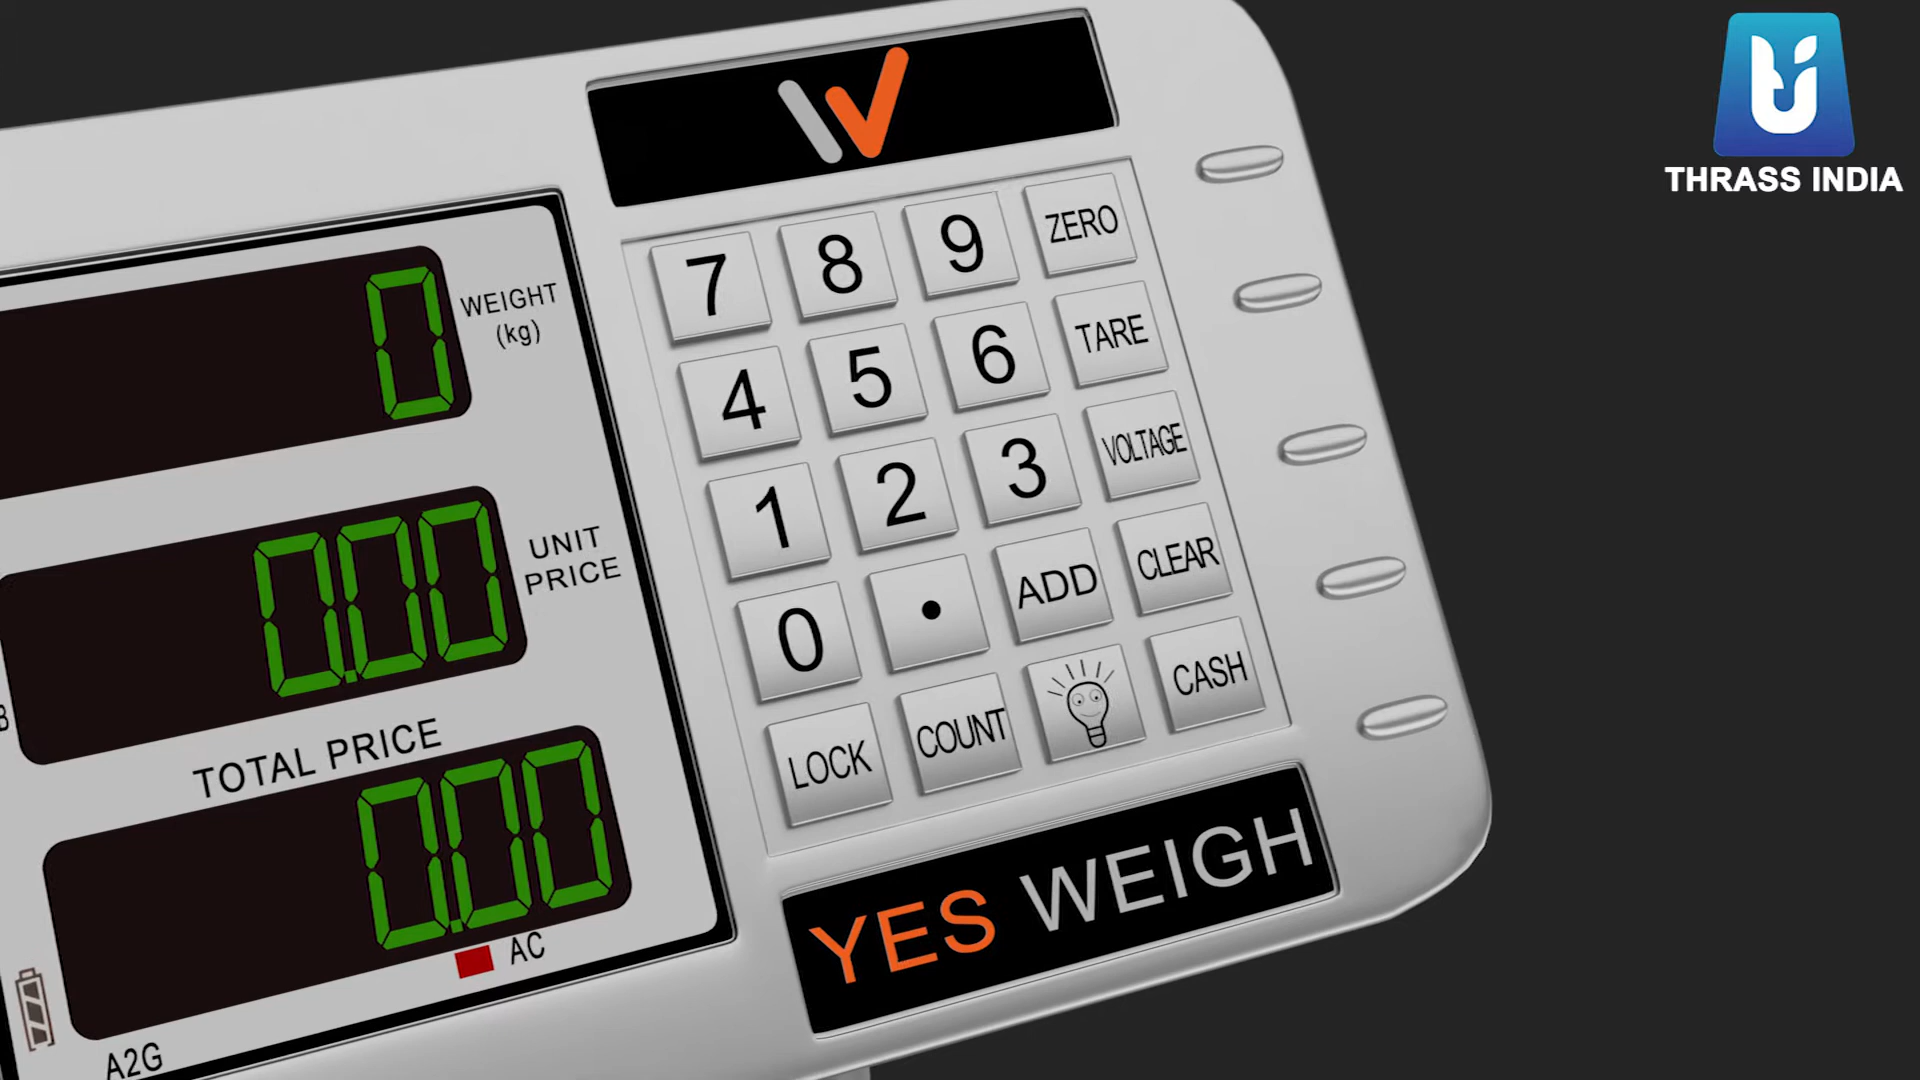 THRASS INDIA
0
WEIGHT
(kg)
0.00
UNIT
PRICE
TOTAL PRICE
0.00
AC
A2G
7 8 9 ZERO
4 5 6 TARE
1 2 3 VOLTAGE
0 . ADD CLEAR
LOCK COUNT CASH
YES WEIGH